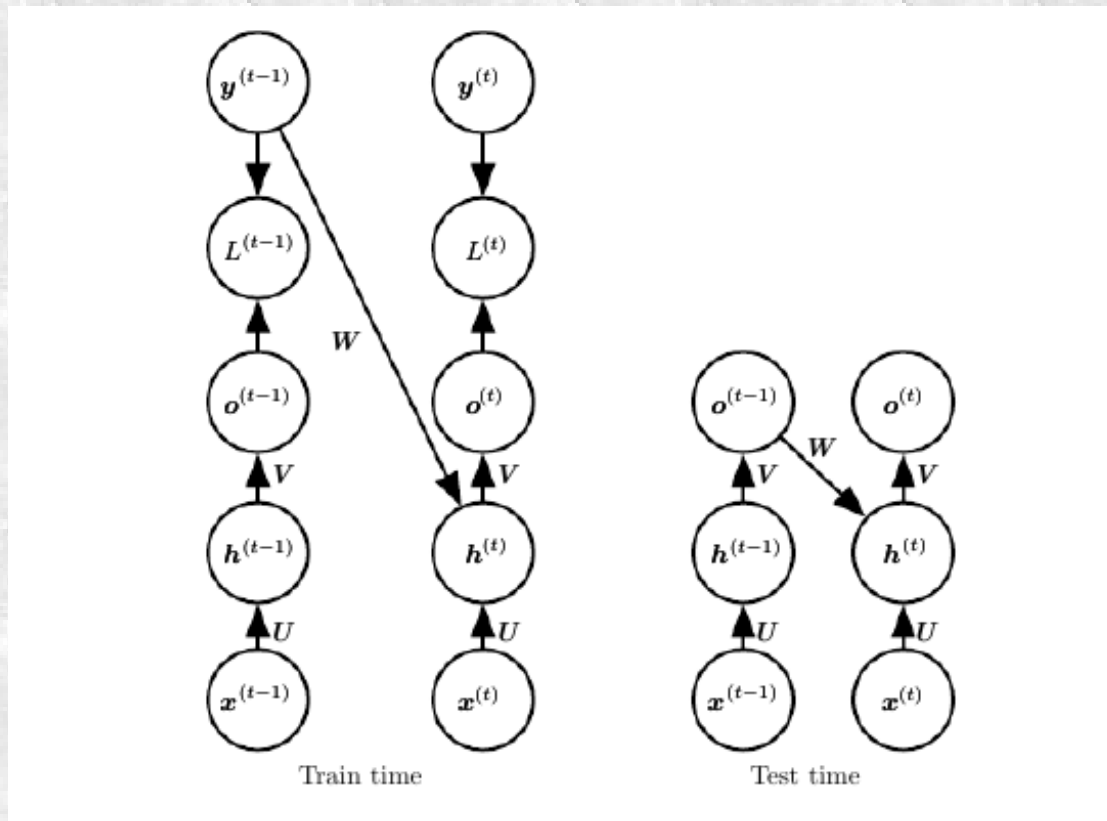 y^(t−1) y^(t)
L^(t−1) L^(t)
W
o^(t−1) o^(t) o^(t−1) o^(t)
W
V V V V
h^(t−1) h^(t) h^(t−1) h^(t)
U U U U
x^(t−1) x^(t) x^(t−1) x^(t)
Train time Test time